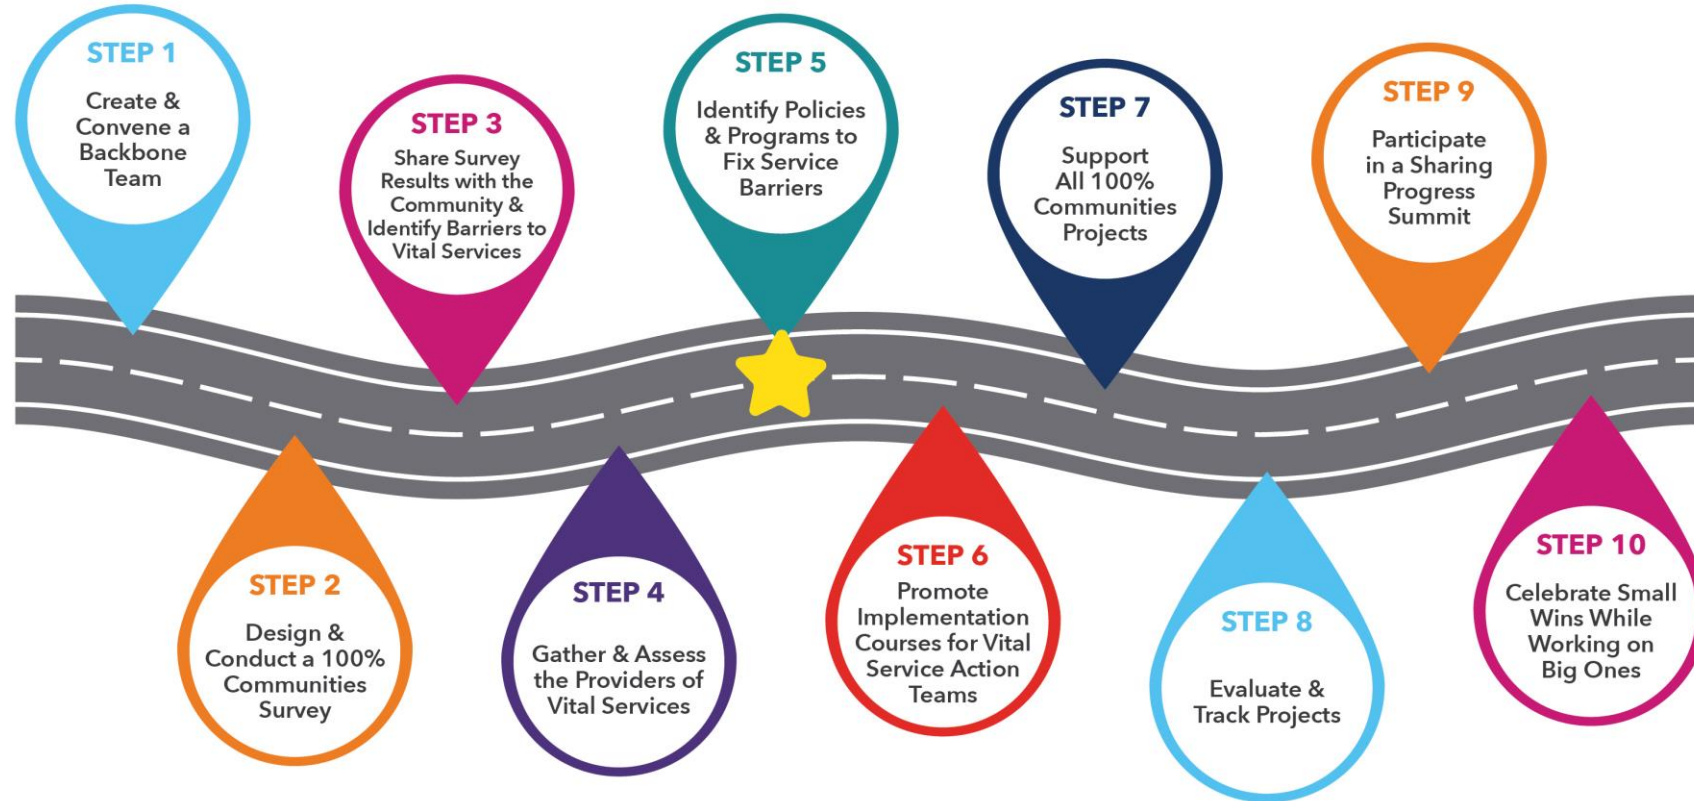 STEP 1
Create &
Convene a
Backbone
Team
STEP 2
Design &
Conduct a 100%
Communities
Survey
STEP 3
Share Survey
Results with the
Community &
Identify Barriers to
Vital Services
STEP 4
Gather & Assess
the Providers of
Vital Services
STEP 5
Identify Policies
& Programs to
Fix Service
Barriers
STEP 6
Promote
Implementation
Courses for Vital
Service Action
Teams
STEP 7
Support
All 100%
Communities
Projects
STEP 8
Evaluate &
Track Projects
STEP 9
Participate
in a Sharing
Progress
Summit
STEP 10
Celebrate Small
Wins While
Working on
Big Ones